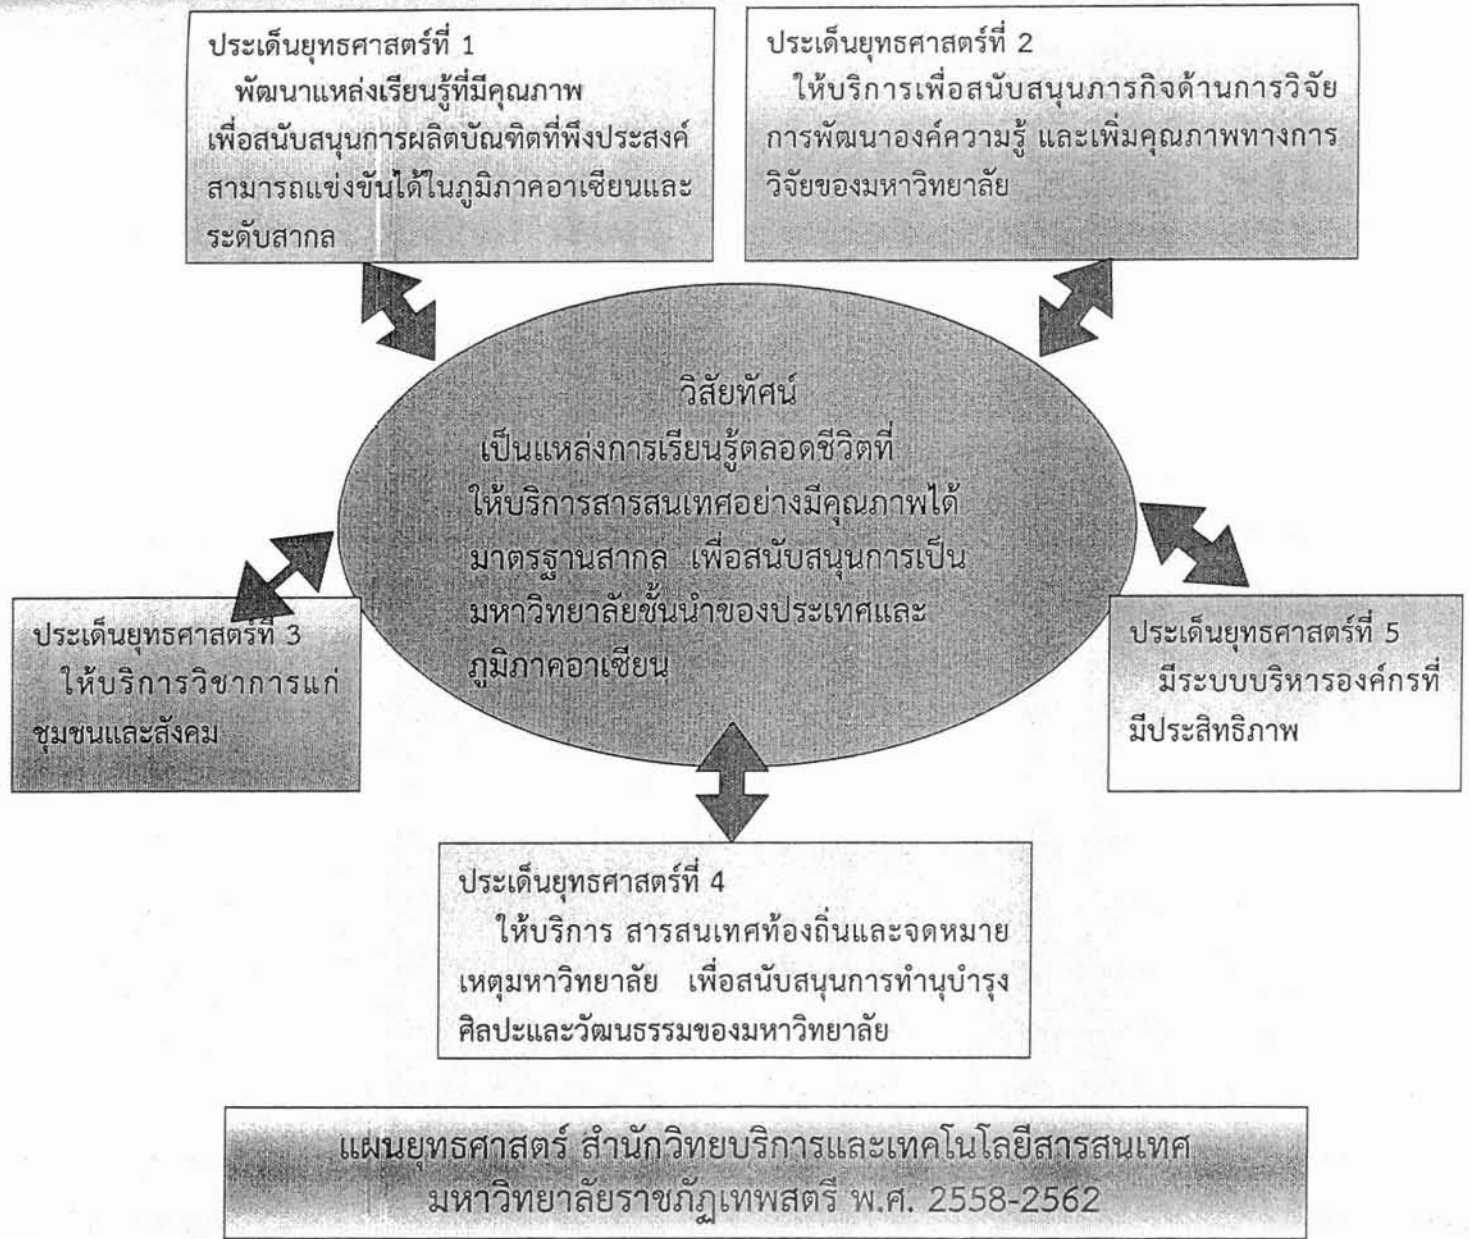 ประเด็นยุทธศาสตร์ที่ 1
พัฒนาแหล่งเรียนรู้ที่มีคุณภาพ
เพื่อสนับสนุนการผลิตบัณฑิตที่พึงประสงค์
สามารถแข่งขันได้ในภูมิภาคอาเซียนและ
ระดับสากล
ประเด็นยุทธศาสตร์ที่ 2
ให้บริการเพื่อสนับสนุนภารกิจด้านการวิจัย
การพัฒนาองค์ความรู้ และเพิ่มคุณภาพทางการ
วิจัยของมหาวิทยาลัย
วิสัยทัศน์
เป็นแหล่งการเรียนรู้ตลอดชีวิตที่
ให้บริการสารสนเทศอย่างมีคุณภาพได้
มาตรฐานสากล เพื่อสนับสนุนการเป็น
มหาวิทยาลัยชั้นนำของประเทศและ
ภูมิภาคอาเซียน
ประเด็นยุทธศาสตร์ที่ 3
ให้บริการวิชาการแก่
ชุมชนและสังคม
ประเด็นยุทธศาสตร์ที่ 5
มีระบบบริหารองค์กรที่
มีประสิทธิภาพ
ประเด็นยุทธศาสตร์ที่ 4
ให้บริการ สารสนเทศท้องถิ่นและจดหมาย
เหตุมหาวิทยาลัย เพื่อสนับสนุนการทำนุบำรุง
ศิลปะและวัฒนธรรมของมหาวิทยาลัย
แผนยุทธศาสตร์ สำนักวิทยบริการและเทคโนโลยีสารสนเทศ
มหาวิทยาลัยราชภัฏเทพสตรี พ.ศ. 2558-2562